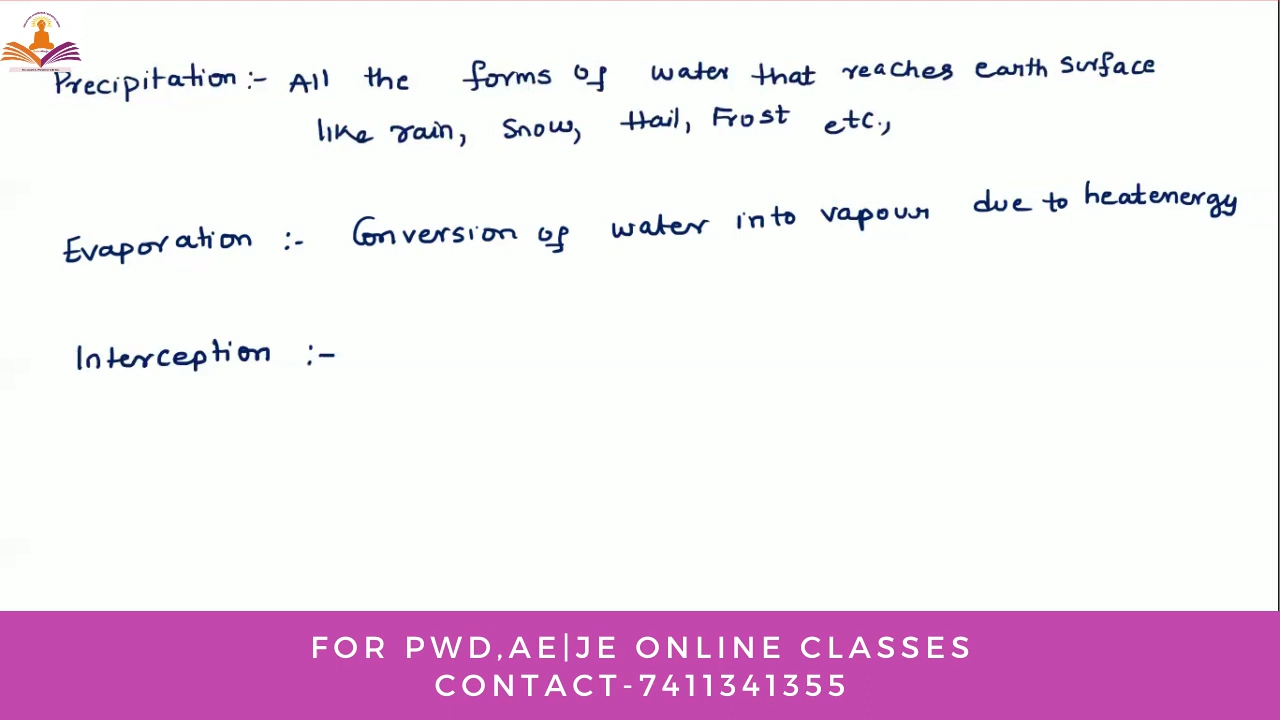 Precipitation :- All the forms of water that reaches earth surface
like rain, Snow, Hail, Frost etc.,
Evaporation :- Conversion of water into vapour due to heatenergy
Interception :-
FOR PWD,AE|JE ONLINE CLASSES
CONTACT-7411341355